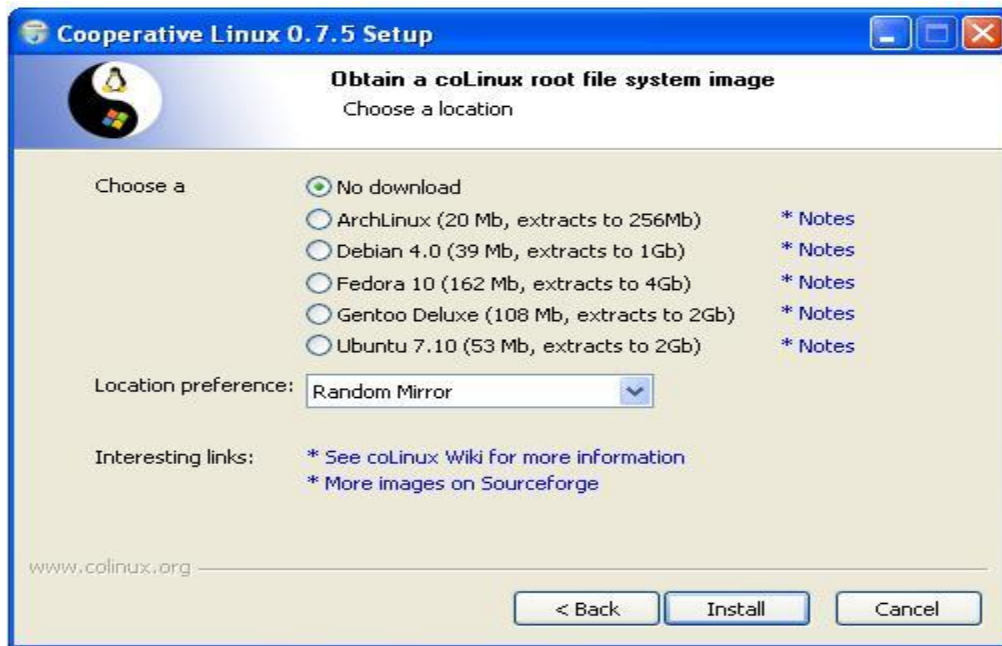 Cooperative Linux 0.7.5 Setup
Obtain a coLinux root file system image
Choose a location
Choose a
No download
ArchLinux (20 Mb, extracts to 256Mb) * Notes
Debian 4.0 (39 Mb, extracts to 1Gb) * Notes
Fedora 10 (162 Mb, extracts to 4Gb) * Notes
Gentoo Deluxe (108 Mb, extracts to 2Gb) * Notes
Ubuntu 7.10 (53 Mb, extracts to 2Gb) * Notes
Location preference: Random Mirror
Interesting links: * See coLinux Wiki for more information
* More images on Sourceforge
www.colinux.org
< Back Install Cancel